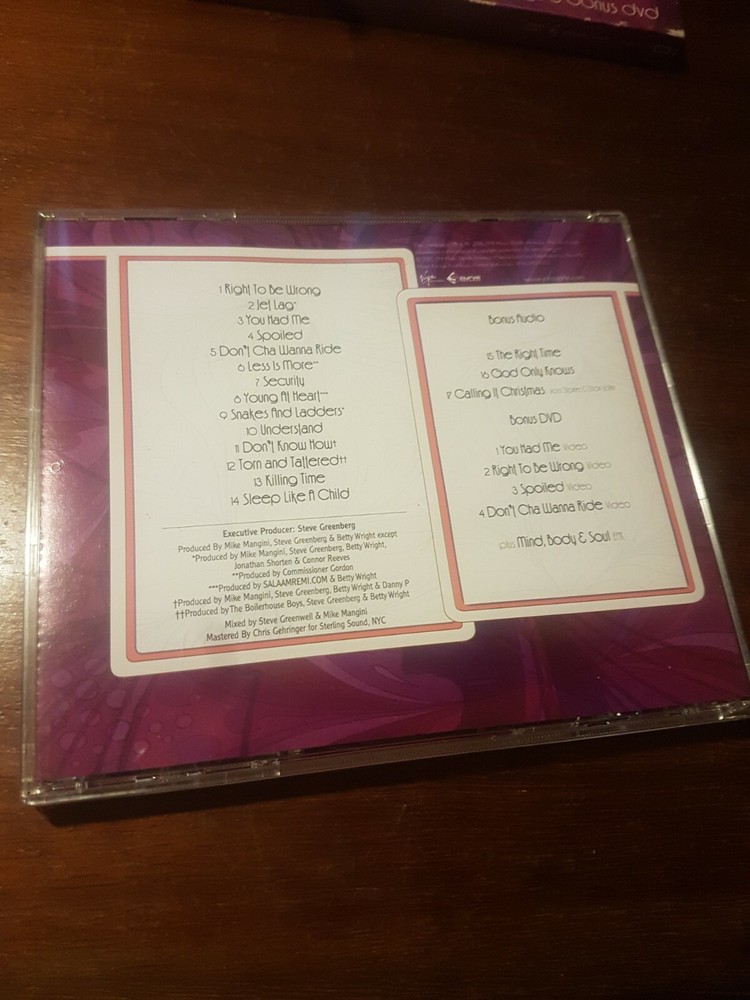 bonus dvd
1 Right To Be Wrong
2 Jet Lag*
3 You Had Me
4 Spoiled
5 Don't Cha Wanna Ride
6 Less Is More**
7 Security
8 Young At Heart***
9 Snakes And Ladders*
10 Understand
11 Don't Know How†
12 Torn and Tattered††
13 Killing Time
14 Sleep Like A Child
Executive Producer: Steve Greenberg
Produced By Mike Mangini, Steve Greenberg & Betty Wright except
*Produced by Mike Mangini, Steve Greenberg, Betty Wright,
Jonathan Shorten & Connor Reeves
**Produced by Commissioner Gordon
***Produced by SALAAMREMI.COM & Betty Wright
†Produced by Mike Mangini, Steve Greenberg, Betty Wright & Danny P
††Produced by The Boilerhouse Boys, Steve Greenberg & Betty Wright
Mixed by Steve Greenwell & Mike Mangini
Mastered By Chris Gehringer for Sterling Sound, NYC
Bonus Audio
15 The Right Time
16 God Only Knows
17 Calling It Christmas
Bonus DVD
1 You Had Me Video
2 Right To Be Wrong Video
3 Spoiled Video
4 Don't Cha Wanna Ride Video
plus Mind, Body & Soul EPK